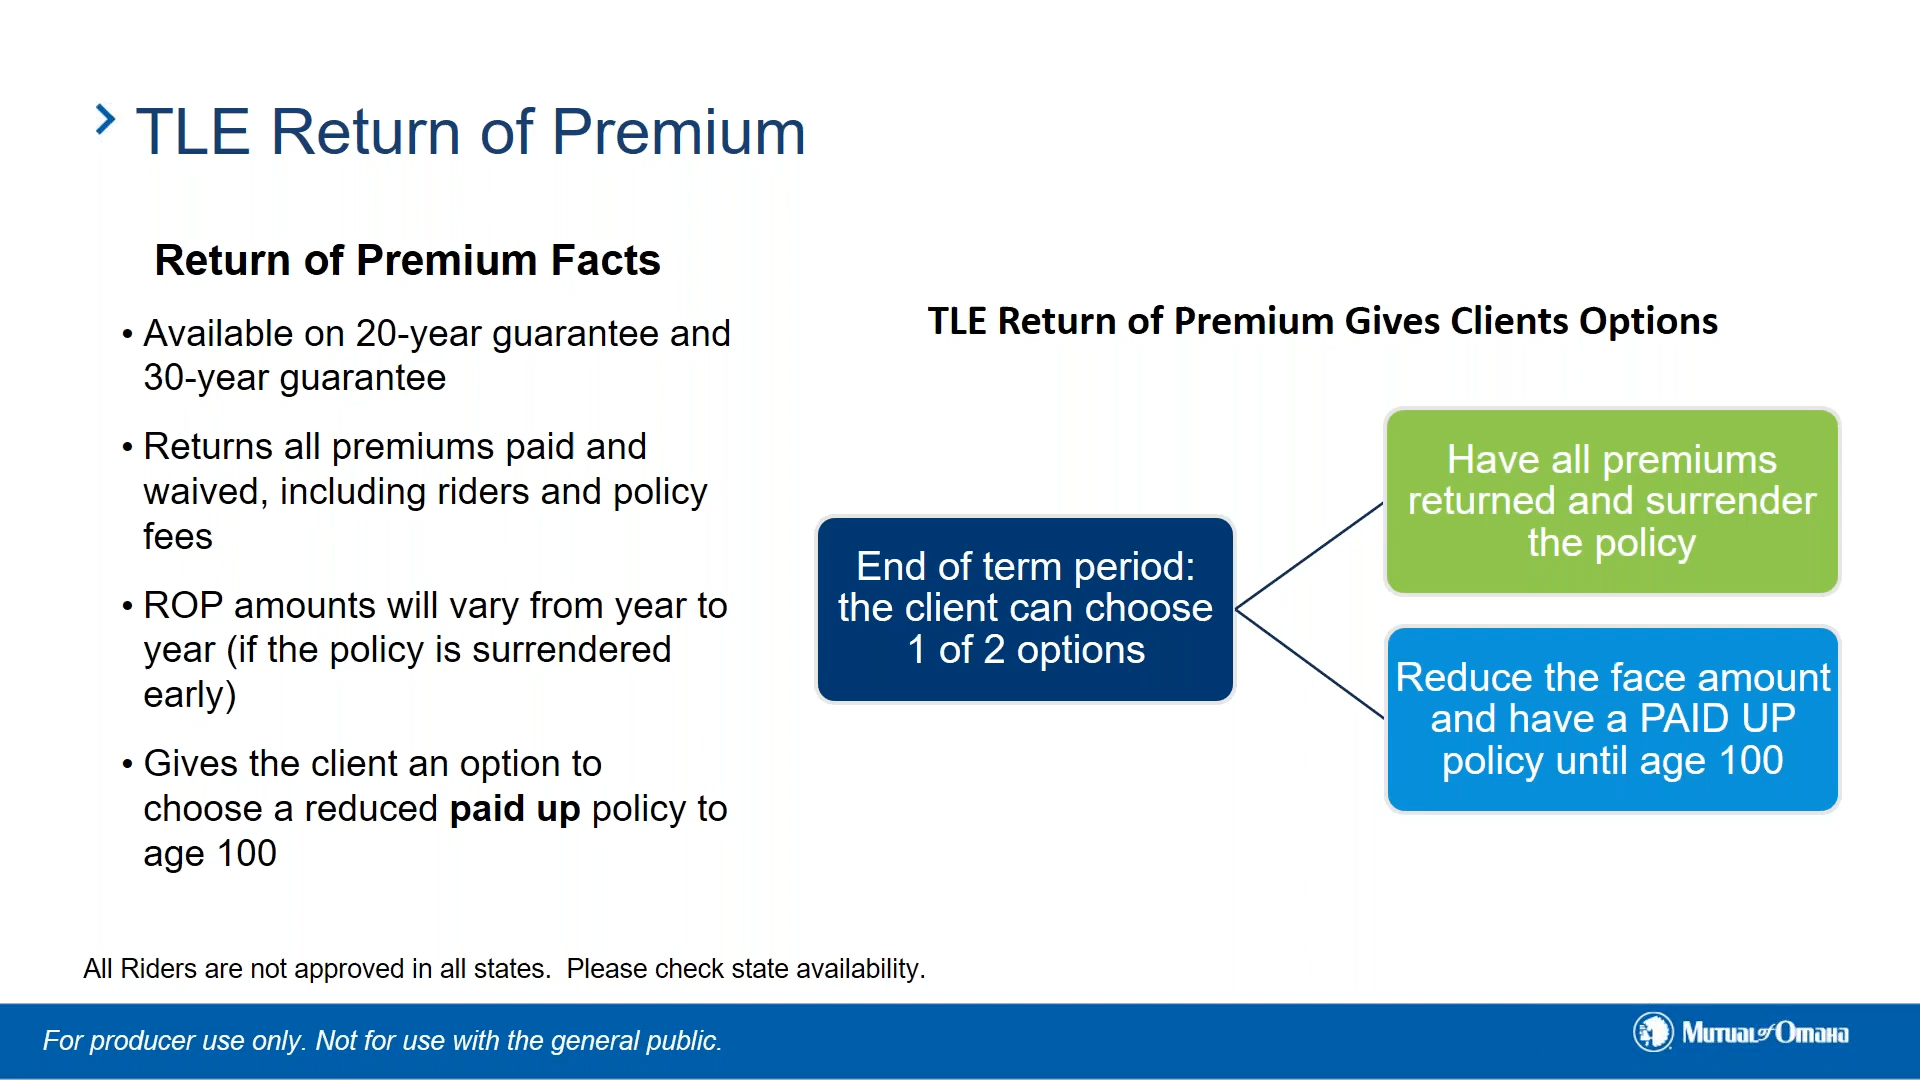 TLE Return of Premium
Return of Premium Facts
• Available on 20-year guarantee and
30-year guarantee
• Returns all premiums paid and
waived, including riders and policy
fees
• ROP amounts will vary from year to
year (if the policy is surrendered
early)
• Gives the client an option to
choose a reduced paid up policy to
age 100
TLE Return of Premium Gives Clients Options
End of term period:
the client can choose
1 of 2 options
Have all premiums
returned and surrender
the policy
Reduce the face amount
and have a PAID UP
policy until age 100
All Riders are not approved in all states.  Please check state availability.
For producer use only. Not for use with the general public.
Mutual of Omaha